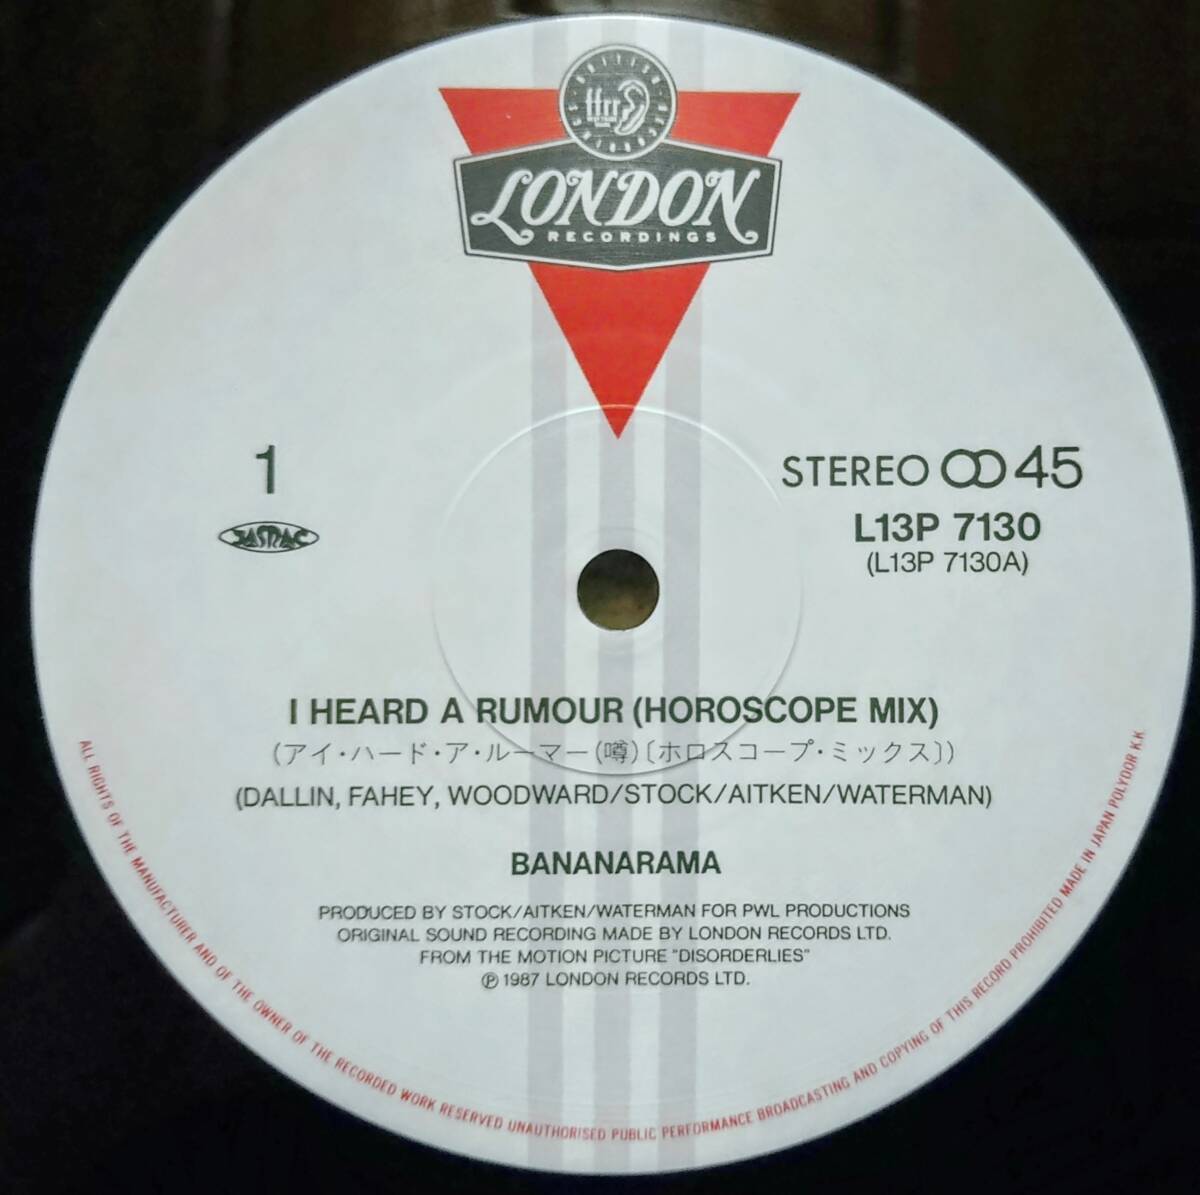 BRITISH RECORDINGS
ffrr
LONDON
RECORDINGS
1
JASRAC
STEREO 45
L13P 7130
(L13P 7130A)
I HEARD A RUMOUR (HOROSCOPE MIX)
(アイ・ハード・ア・ルーマー(噂)〔ホロスコープ・ミックス〕)
(DALLIN, FAHEY, WOODWARD/STOCK/AITKEN/WATERMAN)
BANANARAMA
PRODUCED BY STOCK/AITKEN/WATERMAN FOR PWL PRODUCTIONS
ORIGINAL SOUND RECORDING MADE BY LONDON RECORDS LTD.
FROM THE MOTION PICTURE "DISORDERLIES"
℗ 1987 LONDON RECORDS LTD.
ALL RIGHTS OF THE MANUFACTURER AND OF THE OWNER OF THE RECORDED WORK RESERVED UNAUTHORISED PUBLIC PERFORMANCE BROADCASTING AND COPYING OF THIS RECORD PROHIBITED MADE IN JAPAN POLYDOR K.K